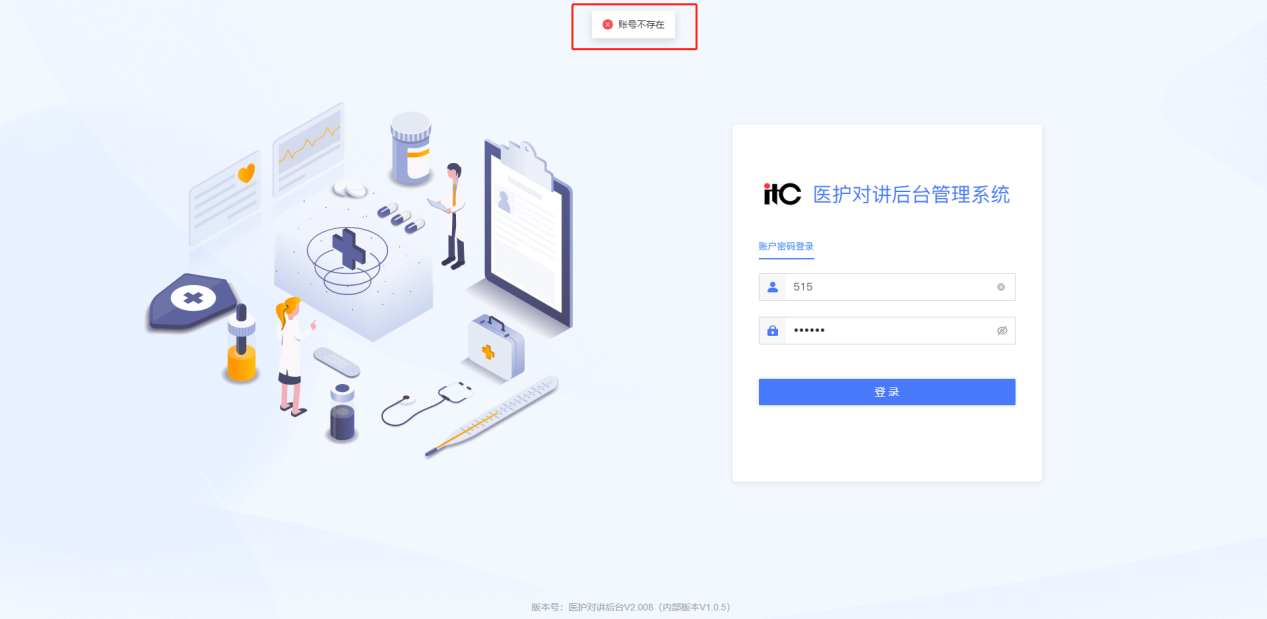 账号不存在
itC 医护对讲后台管理系统
账户密码登录
515
••••••
登录
版本号：医护对讲后台V2.008（内部版本V1.0.5）